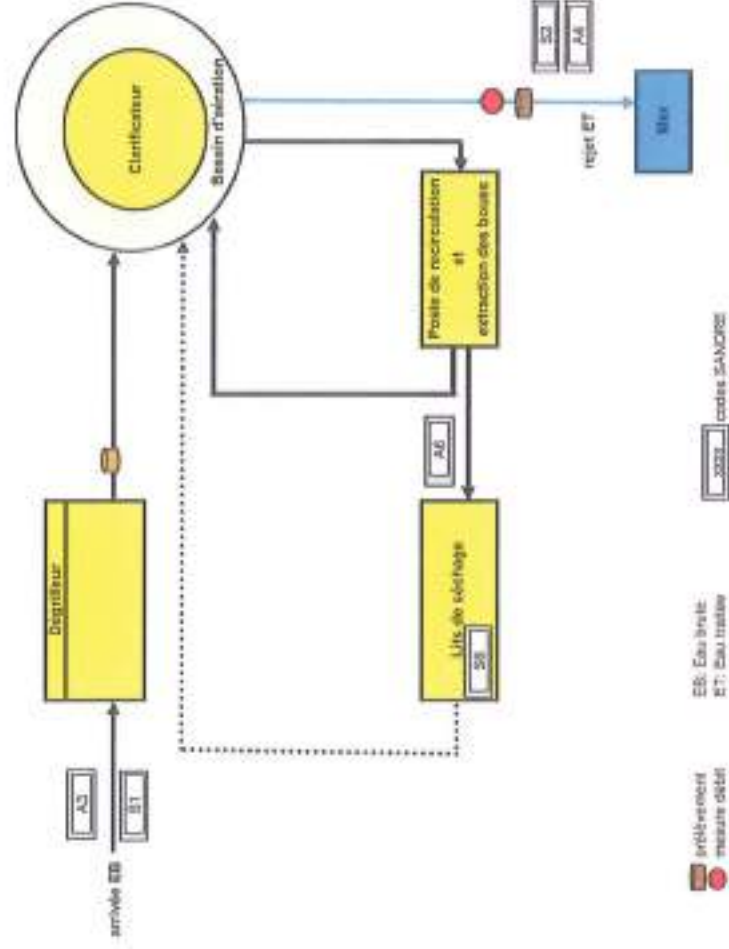 arrivée EB
A3
S1
Dégrilleur
Clarificateur
Bassin d'aération
Poste de recirculation
et
extraction des boues
A6
Lits de séchage
S6
S2
A4
rejet ET
Mer
prélèvement
mesure débit
EB: Eau brute
ET: Eau traitée
codes SANDRE